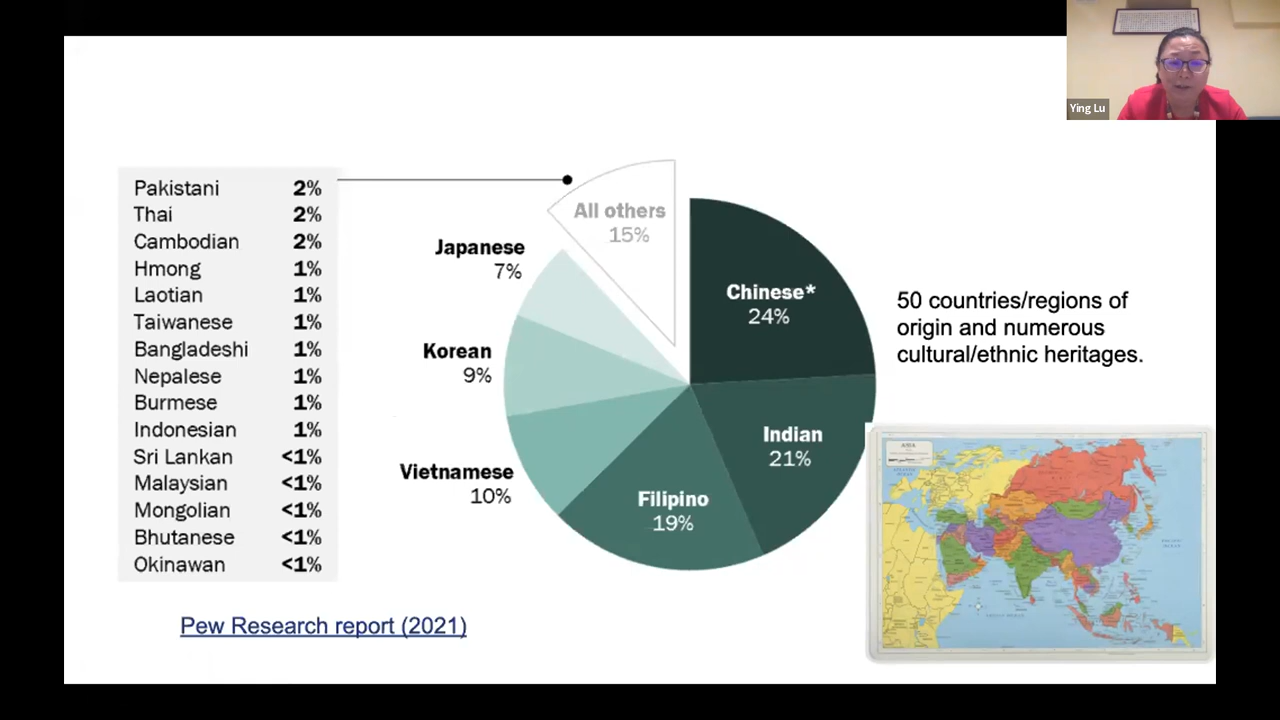 Ying Lu
Pakistani 2%
Thai 2%
Cambodian 2%
Hmong 1%
Laotian 1%
Taiwanese 1%
Bangladeshi 1%
Nepalese 1%
Burmese 1%
Indonesian 1%
Sri Lankan <1%
Malaysian <1%
Mongolian <1%
Bhutanese <1%
Okinawan <1%
All others
15%
Japanese
7%
Korean
9%
Vietnamese
10%
Chinese*
24%
Indian
21%
Filipino
19%
50 countries/regions of
origin and numerous
cultural/ethnic heritages.
ASIA
Pew Research report (2021)